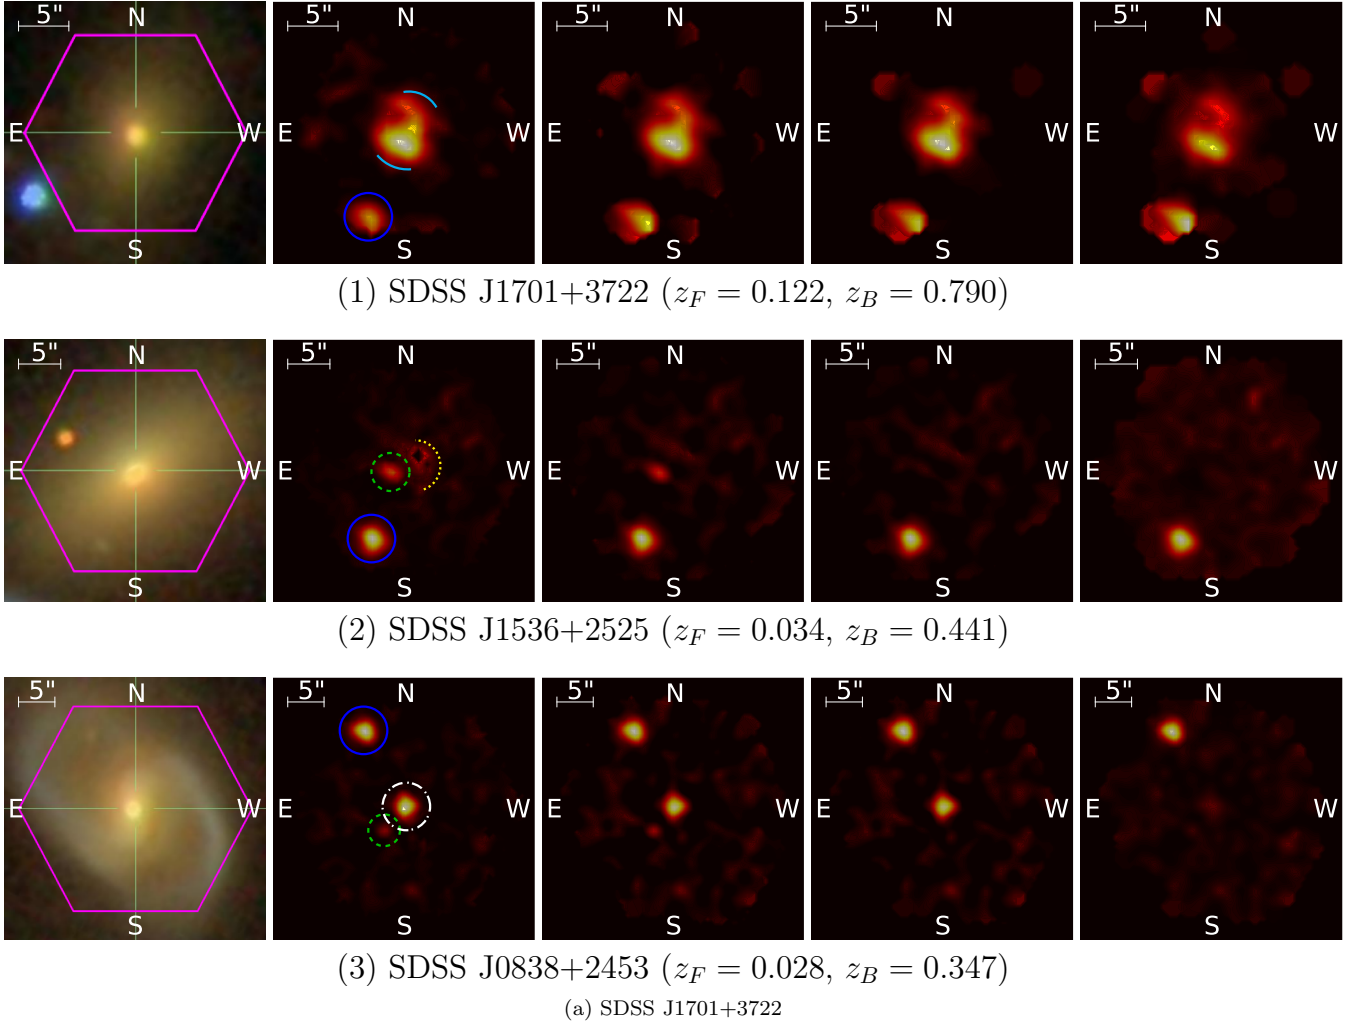 5" N 5" N 5" N 5" N 5"
E W E W E W E W
S S S S
(1) SDSS J1701+3722 (z_F = 0.122, z_B = 0.790)
5" N 5" N 5" N 5" N 5"
E W E W E W E W
S S S S
(2) SDSS J1536+2525 (z_F = 0.034, z_B = 0.441)
5" N 5" N 5" N 5" N 5"
E W E W E W E W
S S S S
(3) SDSS J0838+2453 (z_F = 0.028, z_B = 0.347)
(a) SDSS J1701+3722